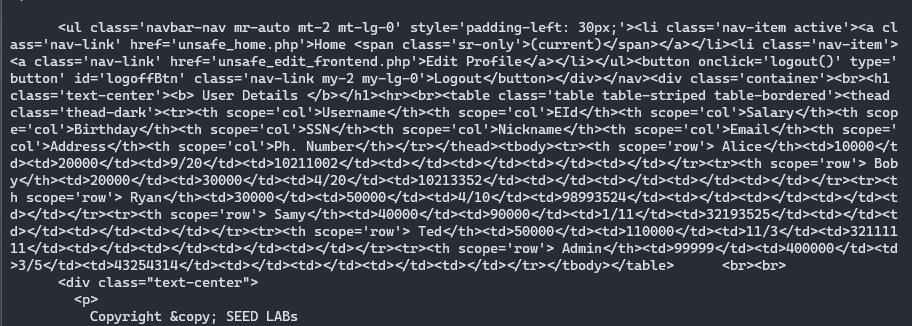 <ul class='navbar-nav mr-auto mt-2 mt-lg-0' style='padding-left: 30px;'><li class='nav-item active'><a cl
ass='nav-link' href='unsafe_home.php'>Home <span class='sr-only'>(current)</span></a></li><li class='nav-item'>
<a class='nav-link' href='unsafe_edit_frontend.php'>Edit Profile</a></li></ul><button onclick='logout()' type='
button' id='logoffBtn' class='nav-link my-2 my-lg-0'>Logout</button></div></nav><div class='container'><br><h1
class='text-center'><b> User Details </b></h1><hr><br><table class='table table-striped table-bordered'><thead
class='thead-dark'><tr><th scope='col'>Username</th><th scope='col'>EId</th><th scope='col'>Salary</th><th scop
e='col'>Birthday</th><th scope='col'>SSN</th><th scope='col'>Nickname</th><th scope='col'>Email</th><th scope='
col'>Address</th><th scope='col'>Ph. Number</th></tr></thead><tbody><tr><th scope='row'> Alice</th><td>10000</t
d><td>20000</td><td>9/20</td><td>10211002</td><td></td><td></td><td></td><td></td></tr><tr><th scope='row'> Bob
y</th><td>20000</td><td>30000</td><td>4/20</td><td>10213352</td><td></td><td></td><td></td><td></td></tr><tr><t
h scope='row'> Ryan</th><td>30000</td><td>50000</td><td>4/10</td><td>98993524</td><td></td><td></td><td></td><t
d></td></tr><tr><th scope='row'> Samy</th><td>40000</td><td>90000</td><td>1/11</td><td>32193525</td><td></td><t
d></td><td></td><td></td></tr><tr><th scope='row'> Ted</th><td>50000</td><td>110000</td><td>11/3</td><td>321111
11</td><td></td><td></td><td></td><td></td></tr><tr><th scope='row'> Admin</th><td>99999</td><td>400000</td><td
>3/5</td><td>43254314</td><td></td><td></td><td></td><td></td></tr></tbody></table>      <br><br>
<div class="text-center">
<p>
Copyright &copy; SEED LABs